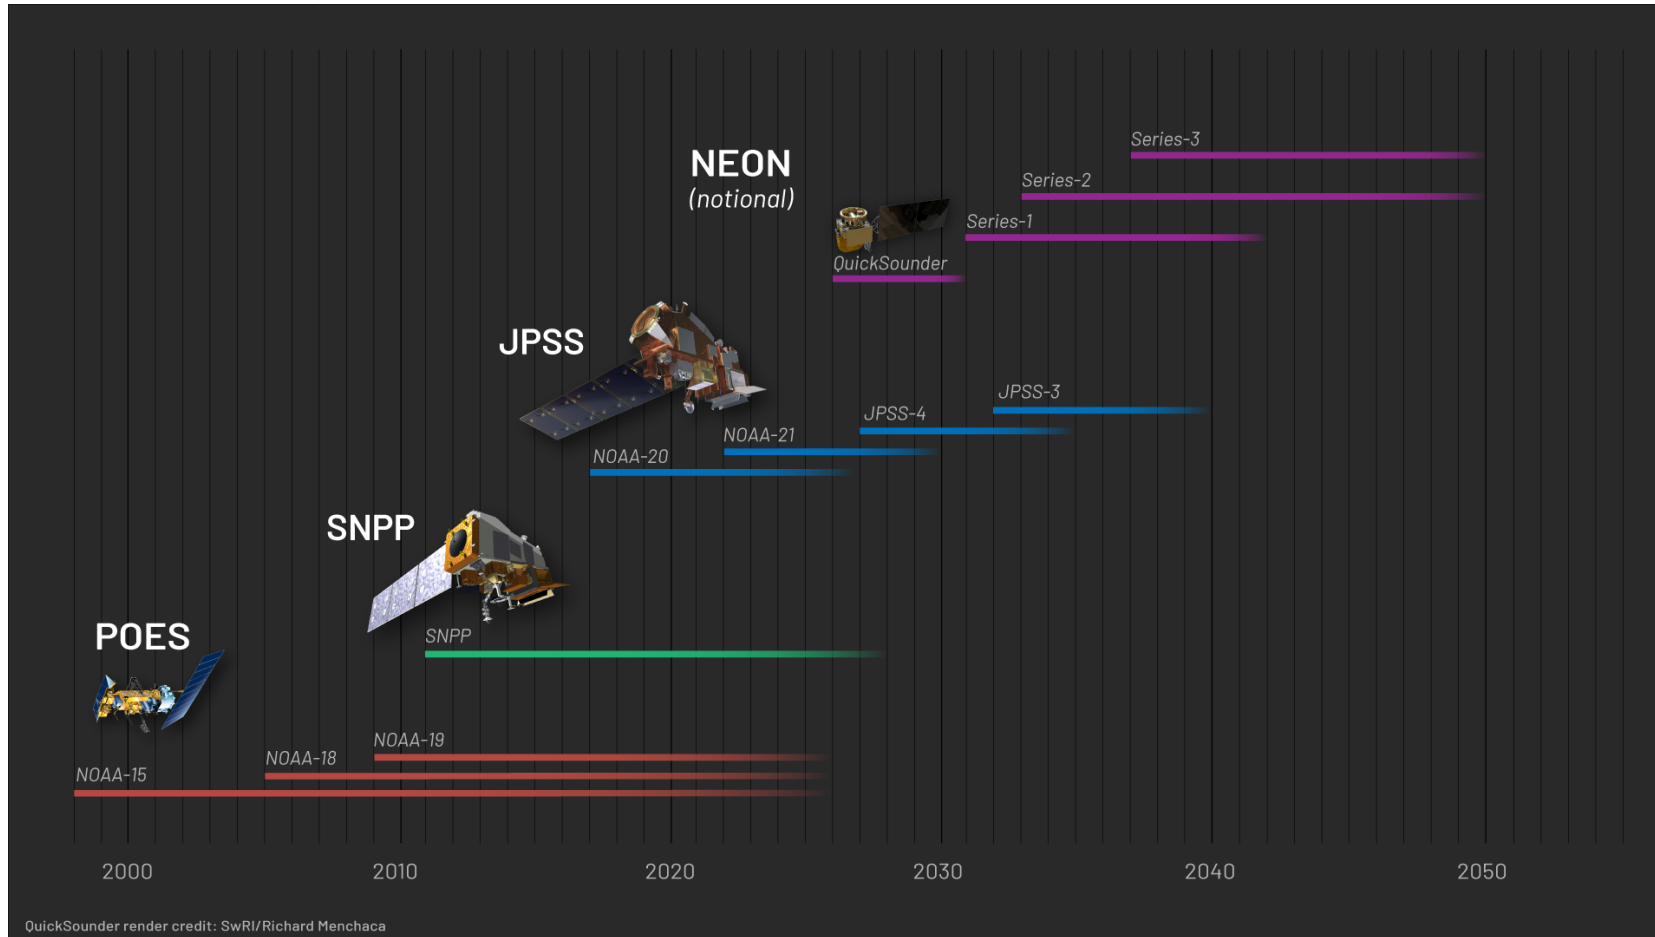 Series-3
NEON
Series-2
(notional)
Series-1
QuickSounder
JPSS
JPSS-3
JPSS-4
NOAA-21
NOAA-20
SNPP
SNPP
POES
NOAA-19
NOAA-18
NOAA-15
2000 2010 2020 2030 2040 2050
QuickSounder render credit: SwRI/Richard Menchaca